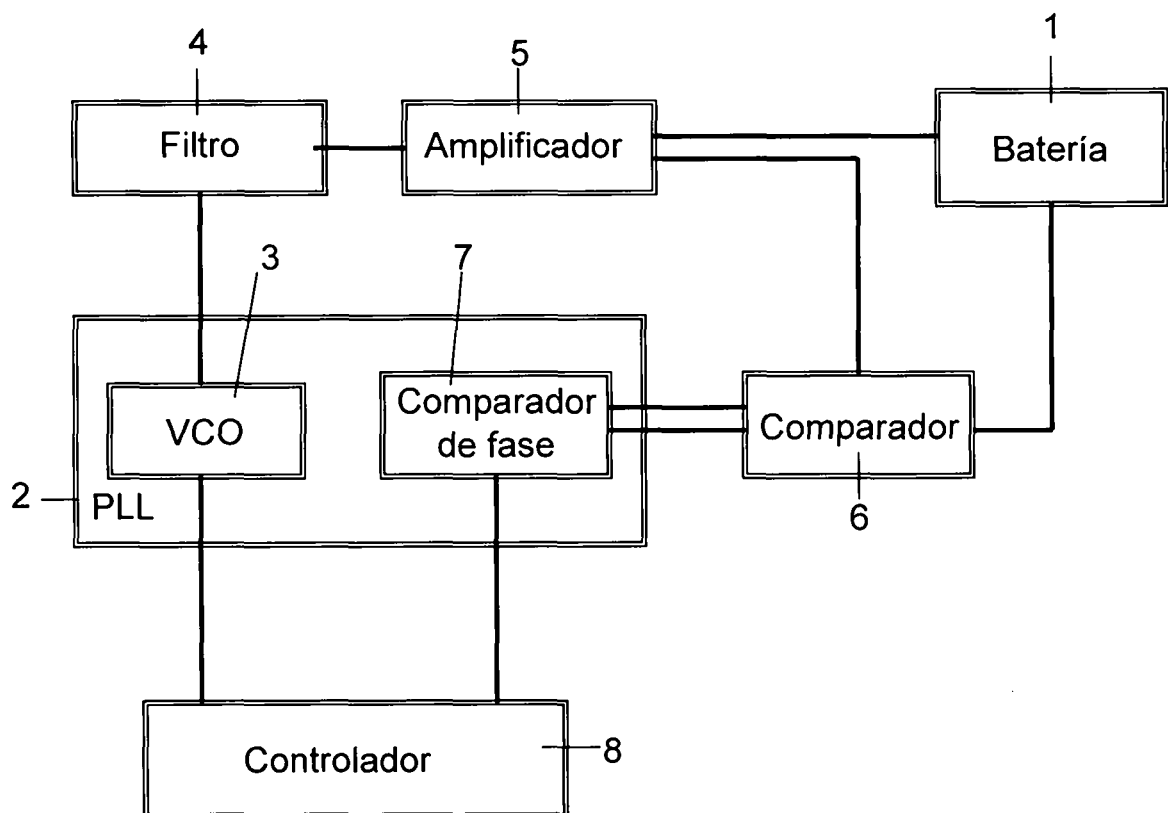 4
5
1
Filtro
Amplificador
Batería
3
7
VCO
Comparador
de fase
Comparador
2
PLL
6
Controlador
8